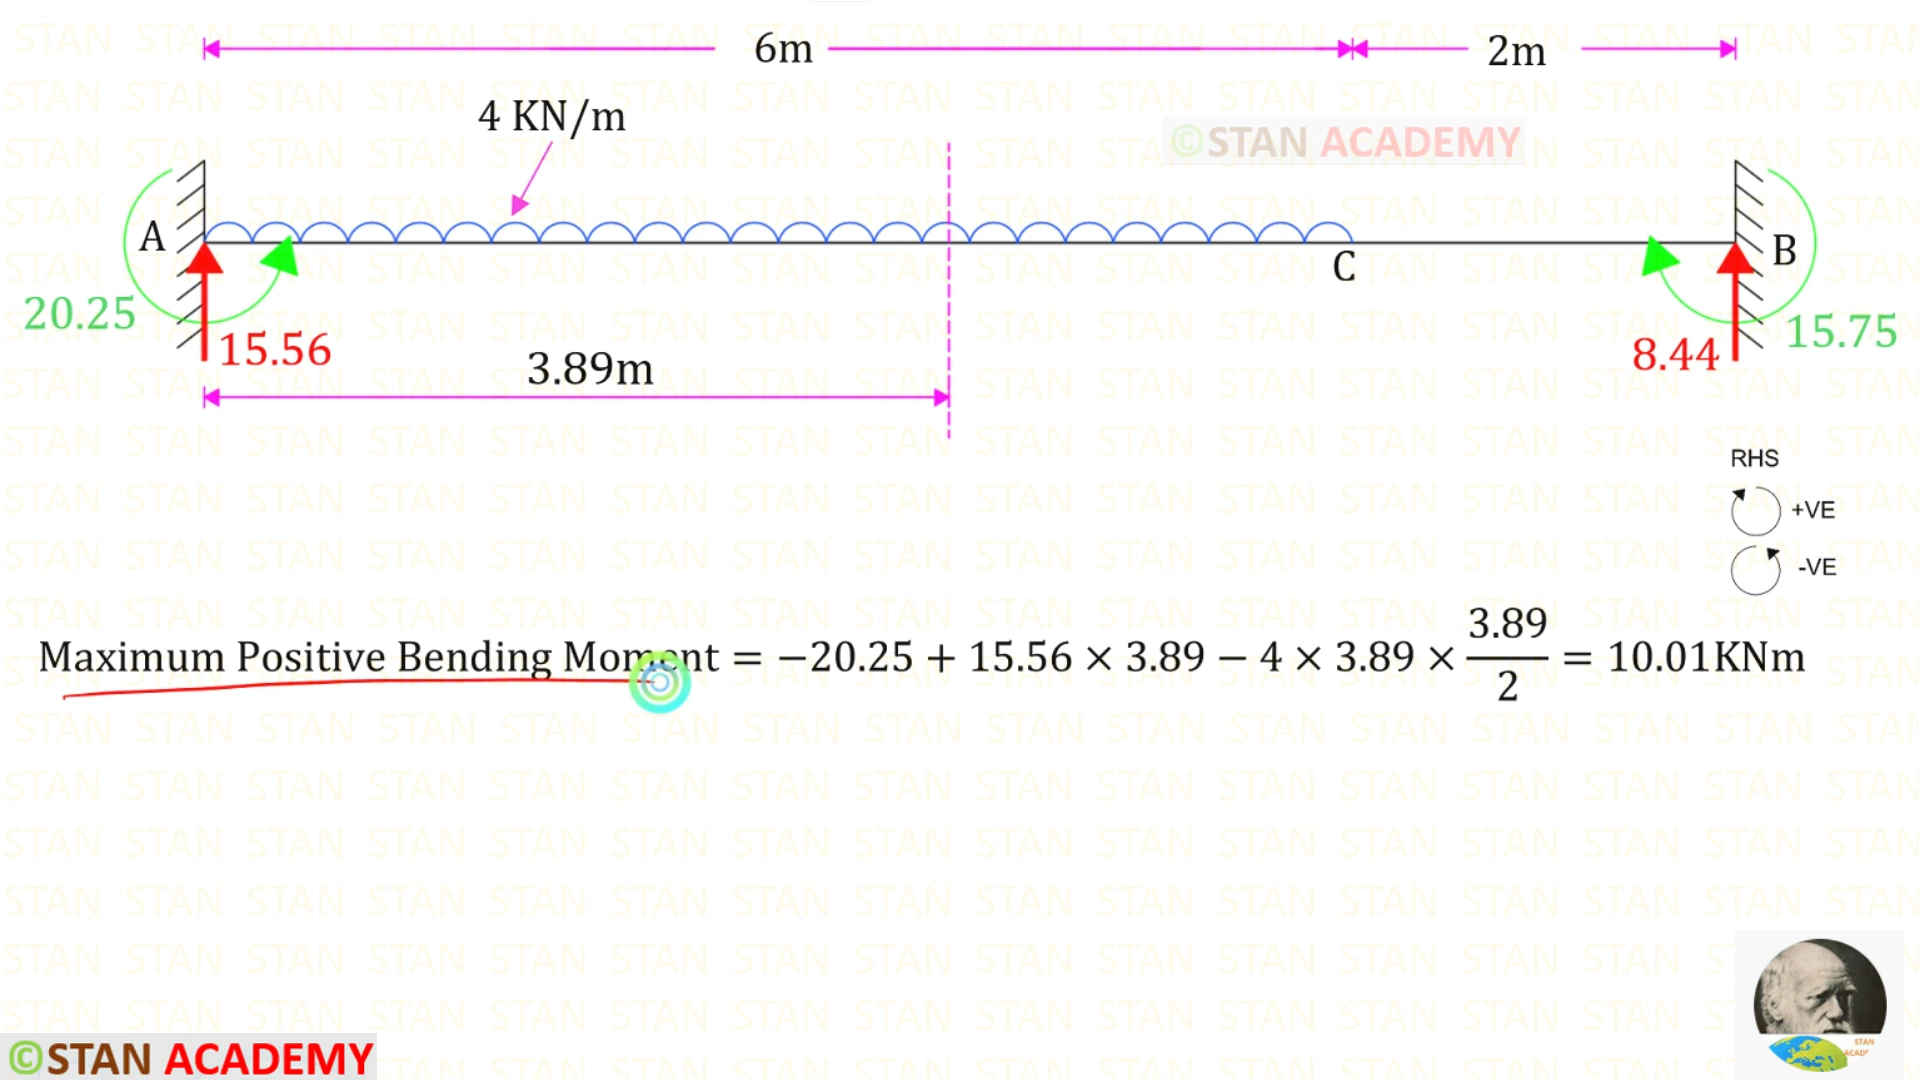 6m
2m
4 KN/m
©STAN ACADEMY
A
B
C
20.25
15.56
3.89m
8.44
15.75
RHS
+VE
-VE
Maximum Positive Bending Moment = −20.25 + 15.56 × 3.89 − 4 × 3.89 × 3.89/2 = 10.01KNm
STAN
ACADE
©STAN ACADEMY